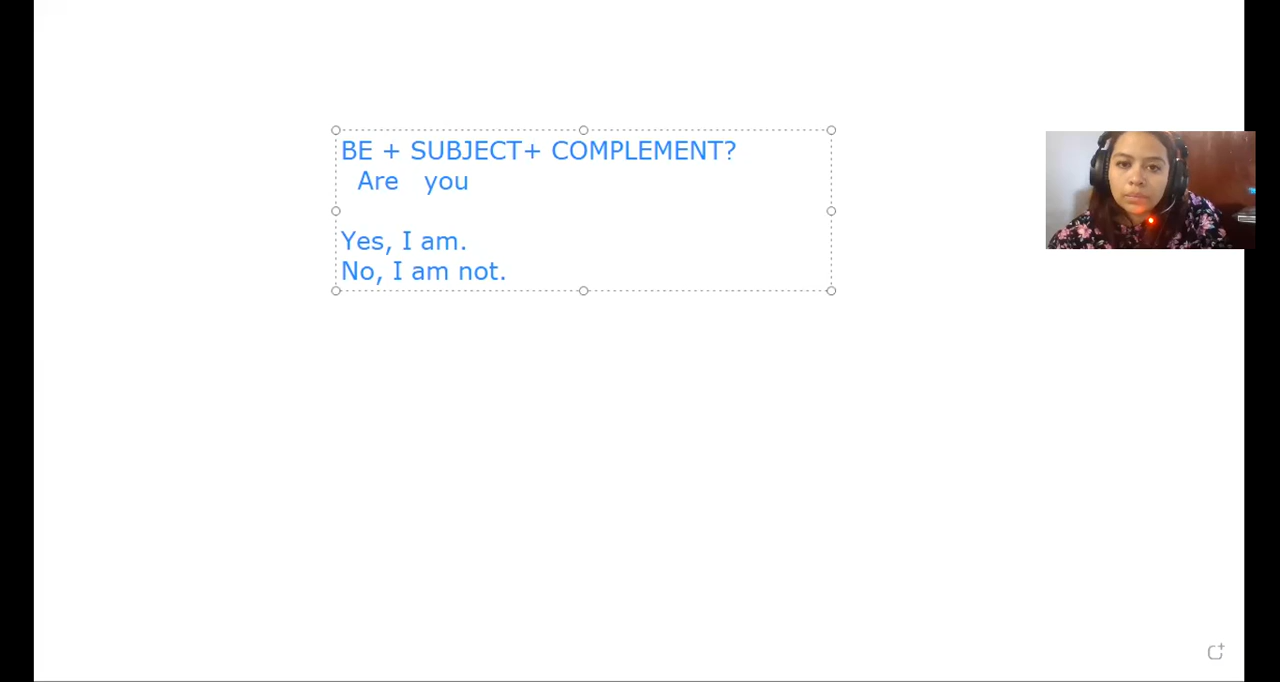 BE + SUBJECT+ COMPLEMENT?
Are you
Yes, I am.
No, I am not.